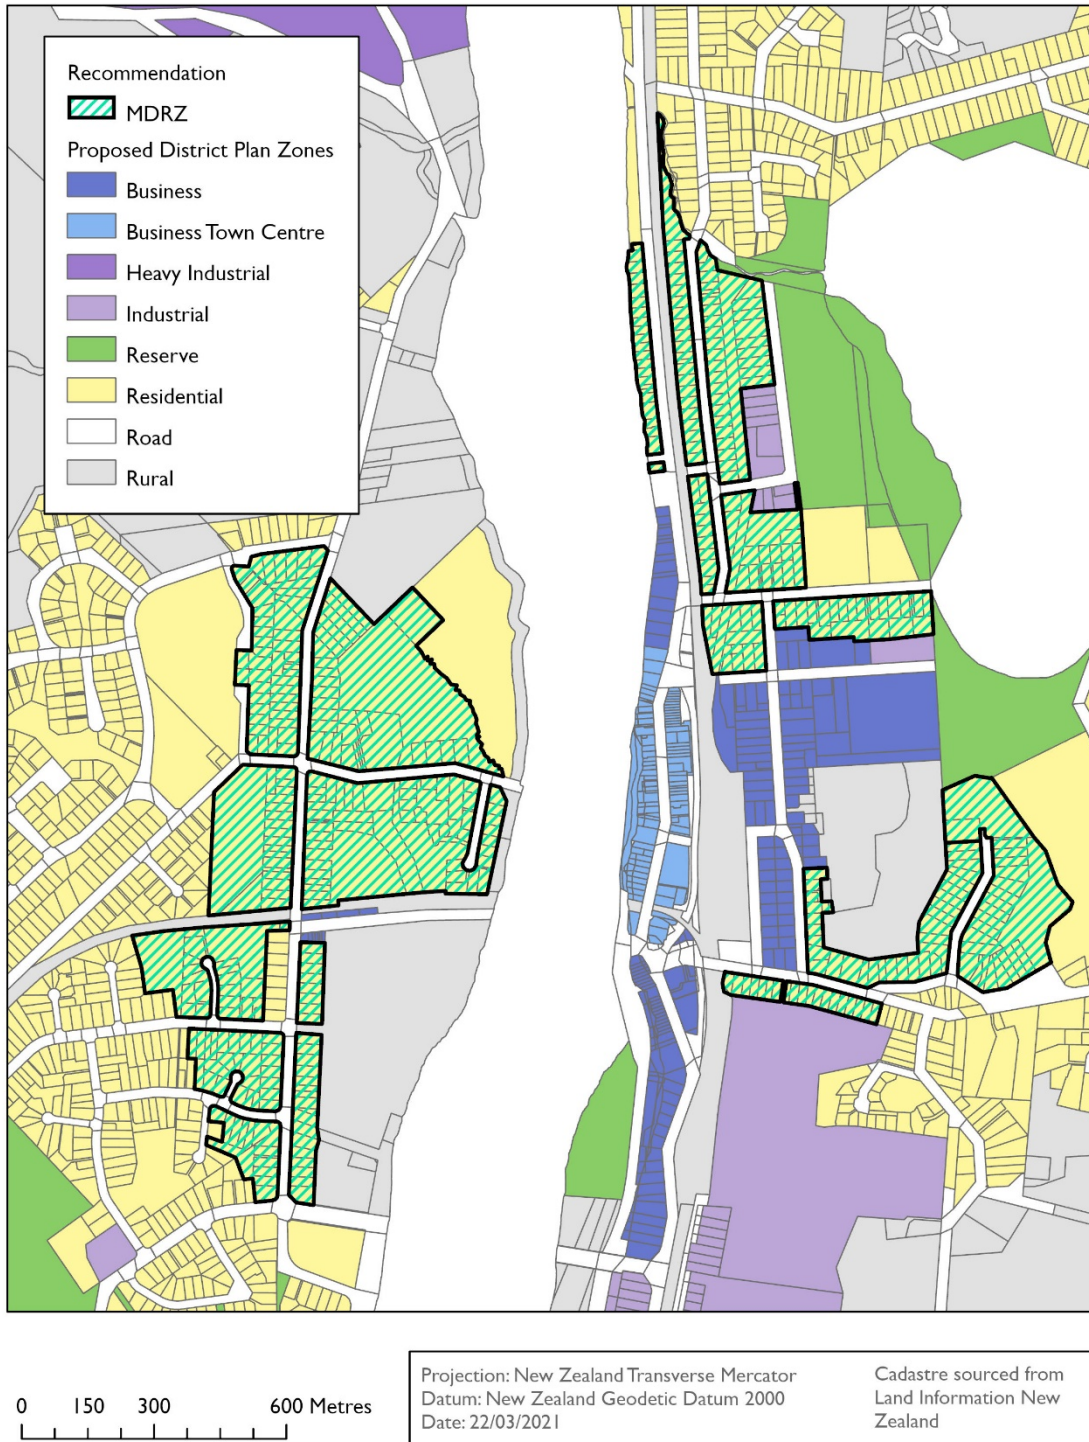 Recommendation
MDRZ
Proposed District Plan Zones
Business
Business Town Centre
Heavy Industrial
Industrial
Reserve
Residential
Road
Rural
0 150 300 600 Metres
Projection: New Zealand Transverse Mercator
Datum: New Zealand Geodetic Datum 2000
Date: 22/03/2021
Cadastre sourced from
Land Information New
Zealand